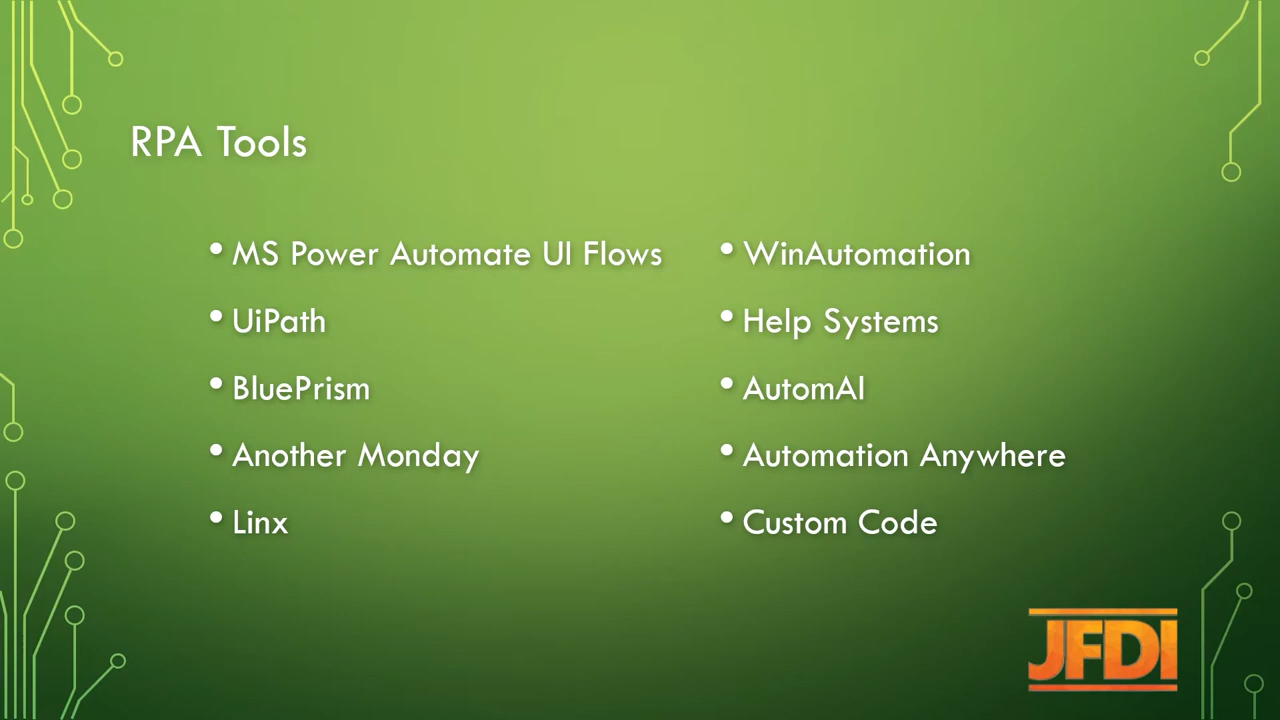 RPA Tools
• MS Power Automate UI Flows
• UiPath
• BluePrism
• Another Monday
• Linx
• WinAutomation
• Help Systems
• AutomAI
• Automation Anywhere
• Custom Code
JFDI